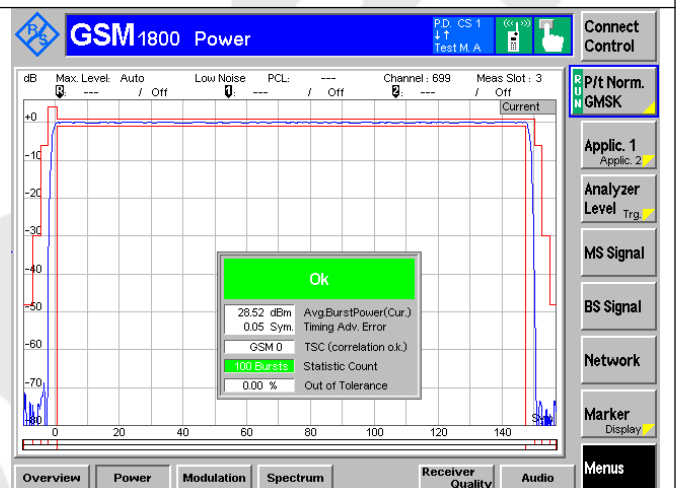 R&S GSM1800 Power
P.D. CS 1
Test M. A
Connect
Control
dB Max. Level: Auto Low Noise PCL: --- Channel : 699 Meas Slot : 3
--- / Off 1: --- / Off 2: --- / Off
Current
RUN P/t Norm.
GMSK
+0
-10
-20
-30
-40
-50
-60
-70
-80
Ok
28.52 dBm Avg.BurstPower(Cur.)
0.05 Sym. Timing Adv. Error
GSM 0 TSC (correlation o.k.)
100 Bursts Statistic Count
0.00 % Out of Tolerance
0 20 40 60 80 100 120 140
Applic. 1
Applic. 2
Analyzer
Level Trg.
MS Signal
BS Signal
Network
Marker
Display
Menus
Overview Power Modulation Spectrum Receiver Quality Audio